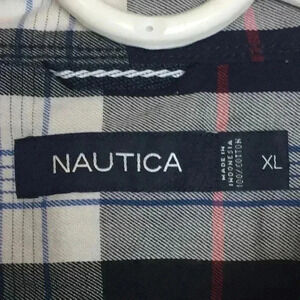 NAUTICA
MADE IN
INDONESIA
100%COTTON
XL